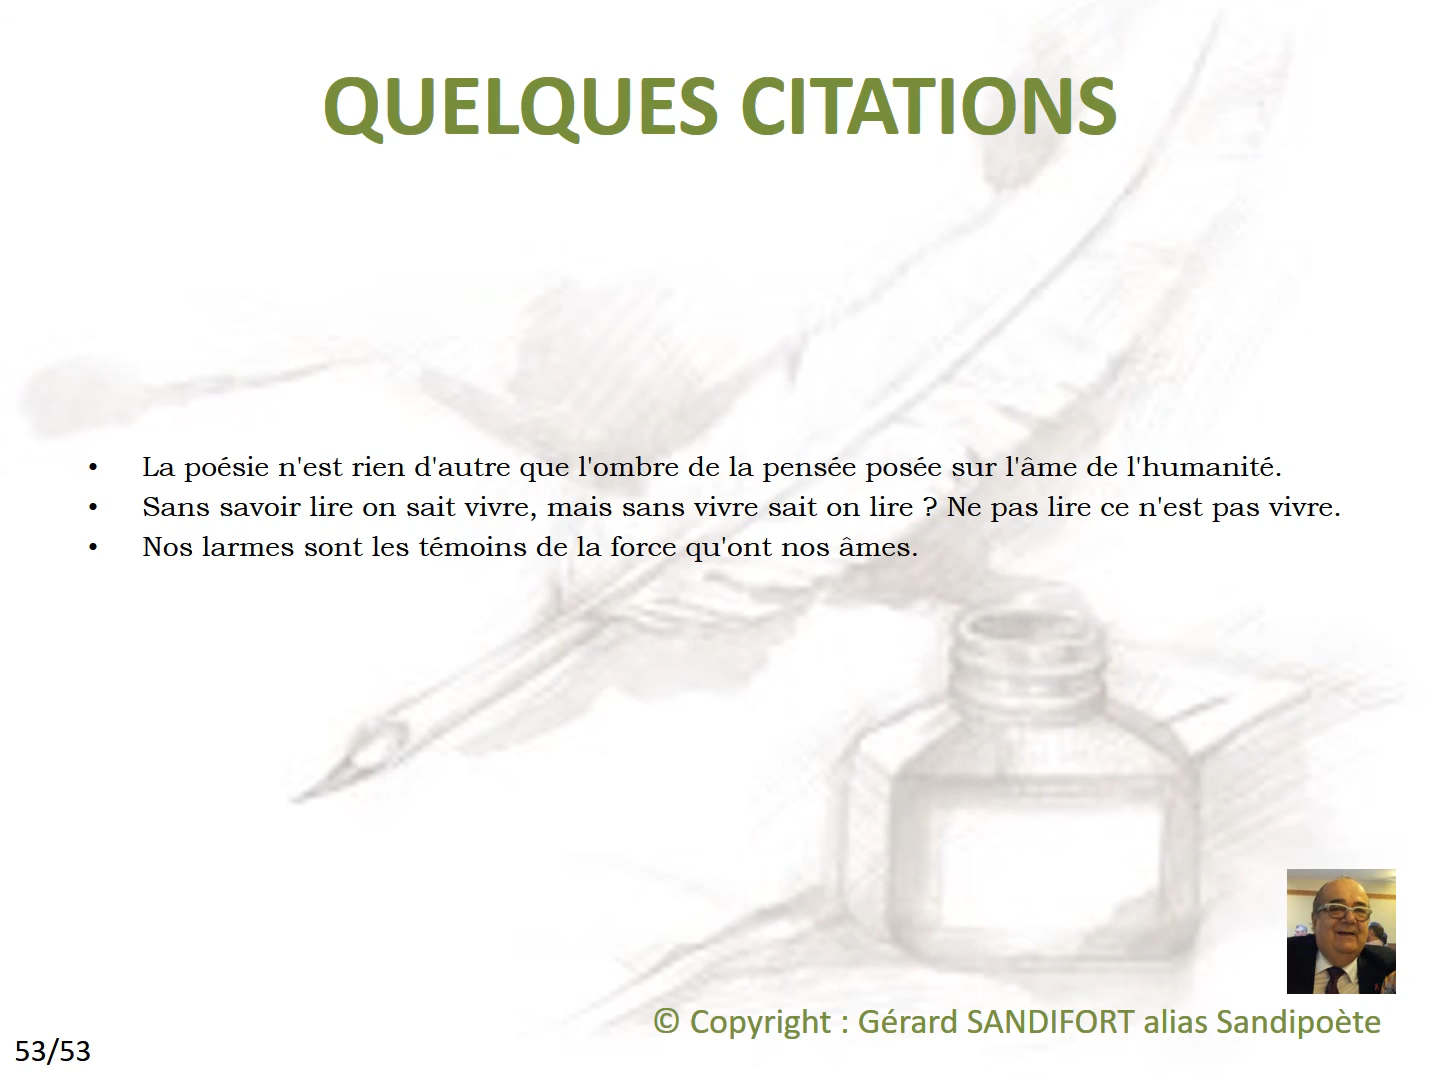 QUELQUES CITATIONS
• La poésie n'est rien d'autre que l'ombre de la pensée posée sur l'âme de l'humanité.
• Sans savoir lire on sait vivre, mais sans vivre sait on lire ? Ne pas lire ce n'est pas vivre.
• Nos larmes sont les témoins de la force qu'ont nos âmes.
© Copyright : Gérard SANDIFORT alias Sandipoète
53/53